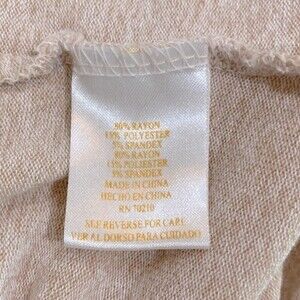 80% RAYON
15% POLYESTER
5% SPANDEX
80% RAYON
15% POLYESTER
5% SPANDEX
MADE IN CHINA
HECHO EN CHINA
RN 70210
SEE REVERSE FOR CARE
VER AL DORSO PARA CUIDADO